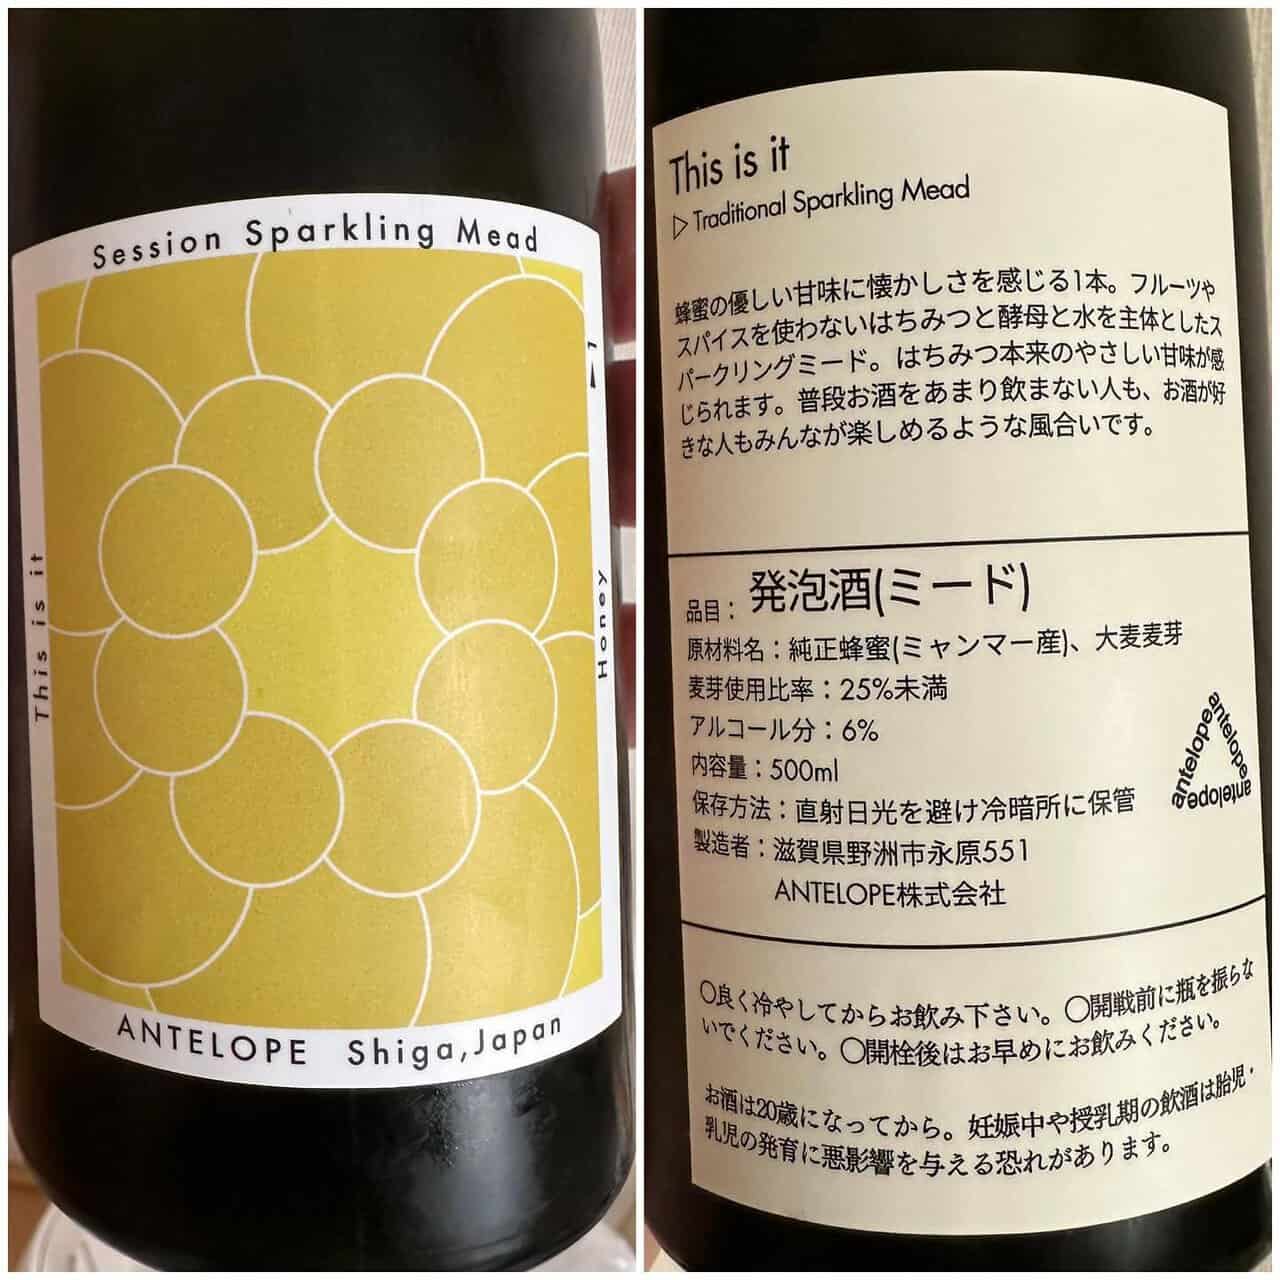 Session Sparkling Mead
This is it
Honey
ANTELOPE Shiga,Japan
This is it
▷ Traditional Sparkling Mead
蜂蜜の優しい甘味に懐かしさを感じる1本。フルーツや
スパイスを使わないはちみつと酵母と水を主体としたス
パークリングミード。はちみつ本来のやさしい甘味が感
じられます。普段お酒をあまり飲まない人も、お酒が好
きな人もみんなが楽しめるような風合いです。
品目：発泡酒(ミード)
原材料名：純正蜂蜜(ミャンマー産)、大麦麦芽
麦芽使用比率：25%未満
アルコール分：6%
内容量：500ml
保存方法：直射日光を避け冷暗所に保管
製造者：滋賀県野洲市永原551
ANTELOPE株式会社
antelope
antelope
antelope
〇良く冷やしてからお飲み下さい。〇開戦前に瓶を振らな
いでください。〇開栓後はお早めにお飲みください。
お酒は20歳になってから。妊娠中や授乳期の飲酒は胎児・
乳児の発育に悪影響を与える恐れがあります。